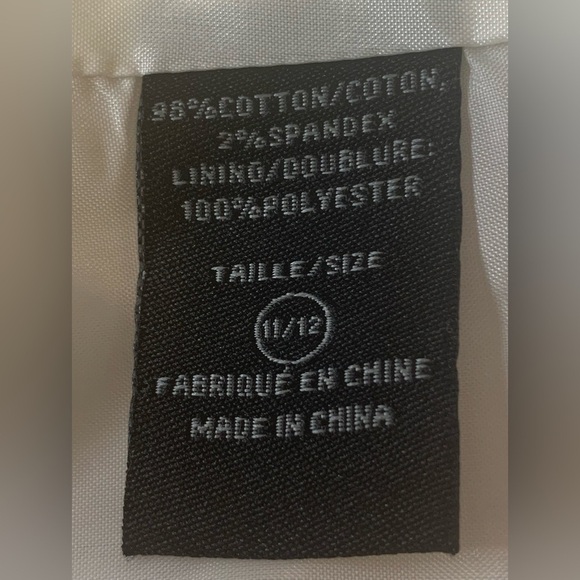 98%COTTON/COTON,
2%SPANDEX
LINING/DOUBLURE:
100%POLYESTER
TAILLE/SIZE
11/12
FABRIQUÉ EN CHINE
MADE IN CHINA